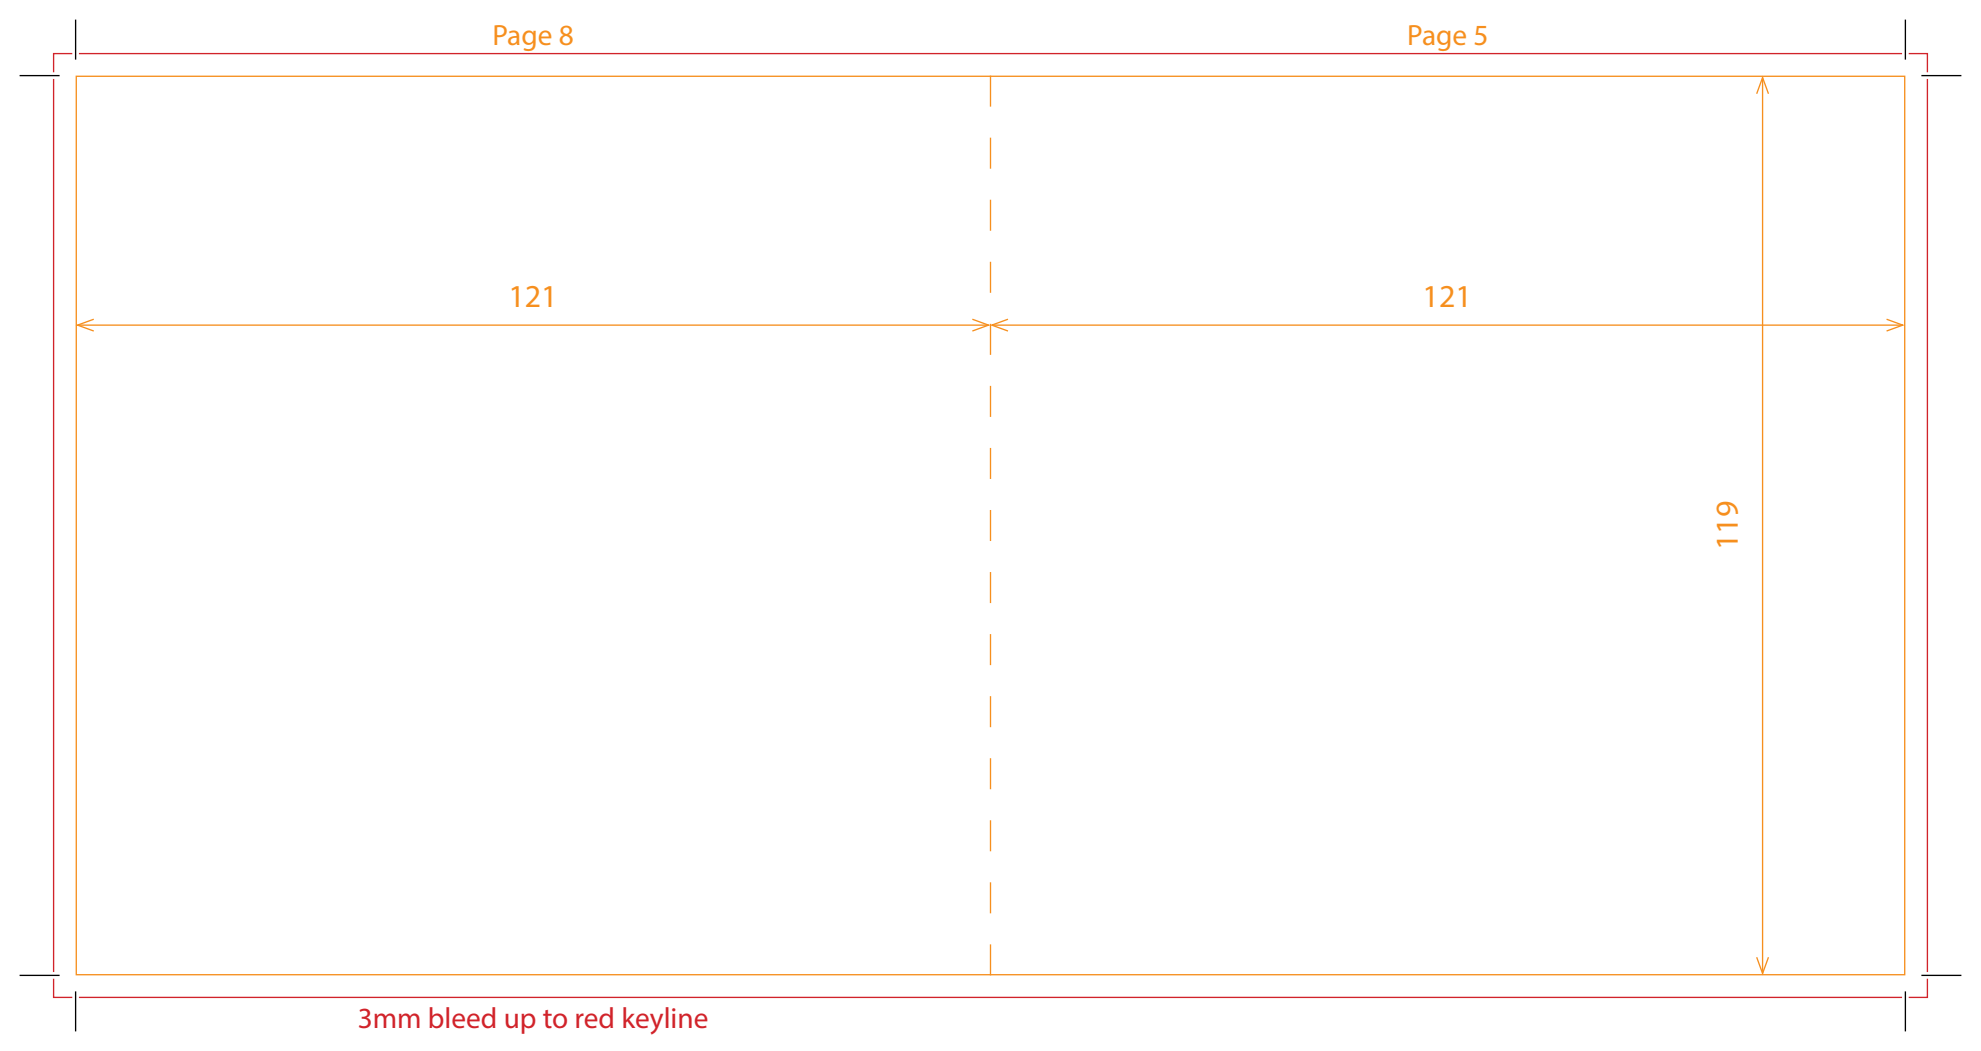 Page 8
Page 5
121
121
119
3mm bleed up to red keyline